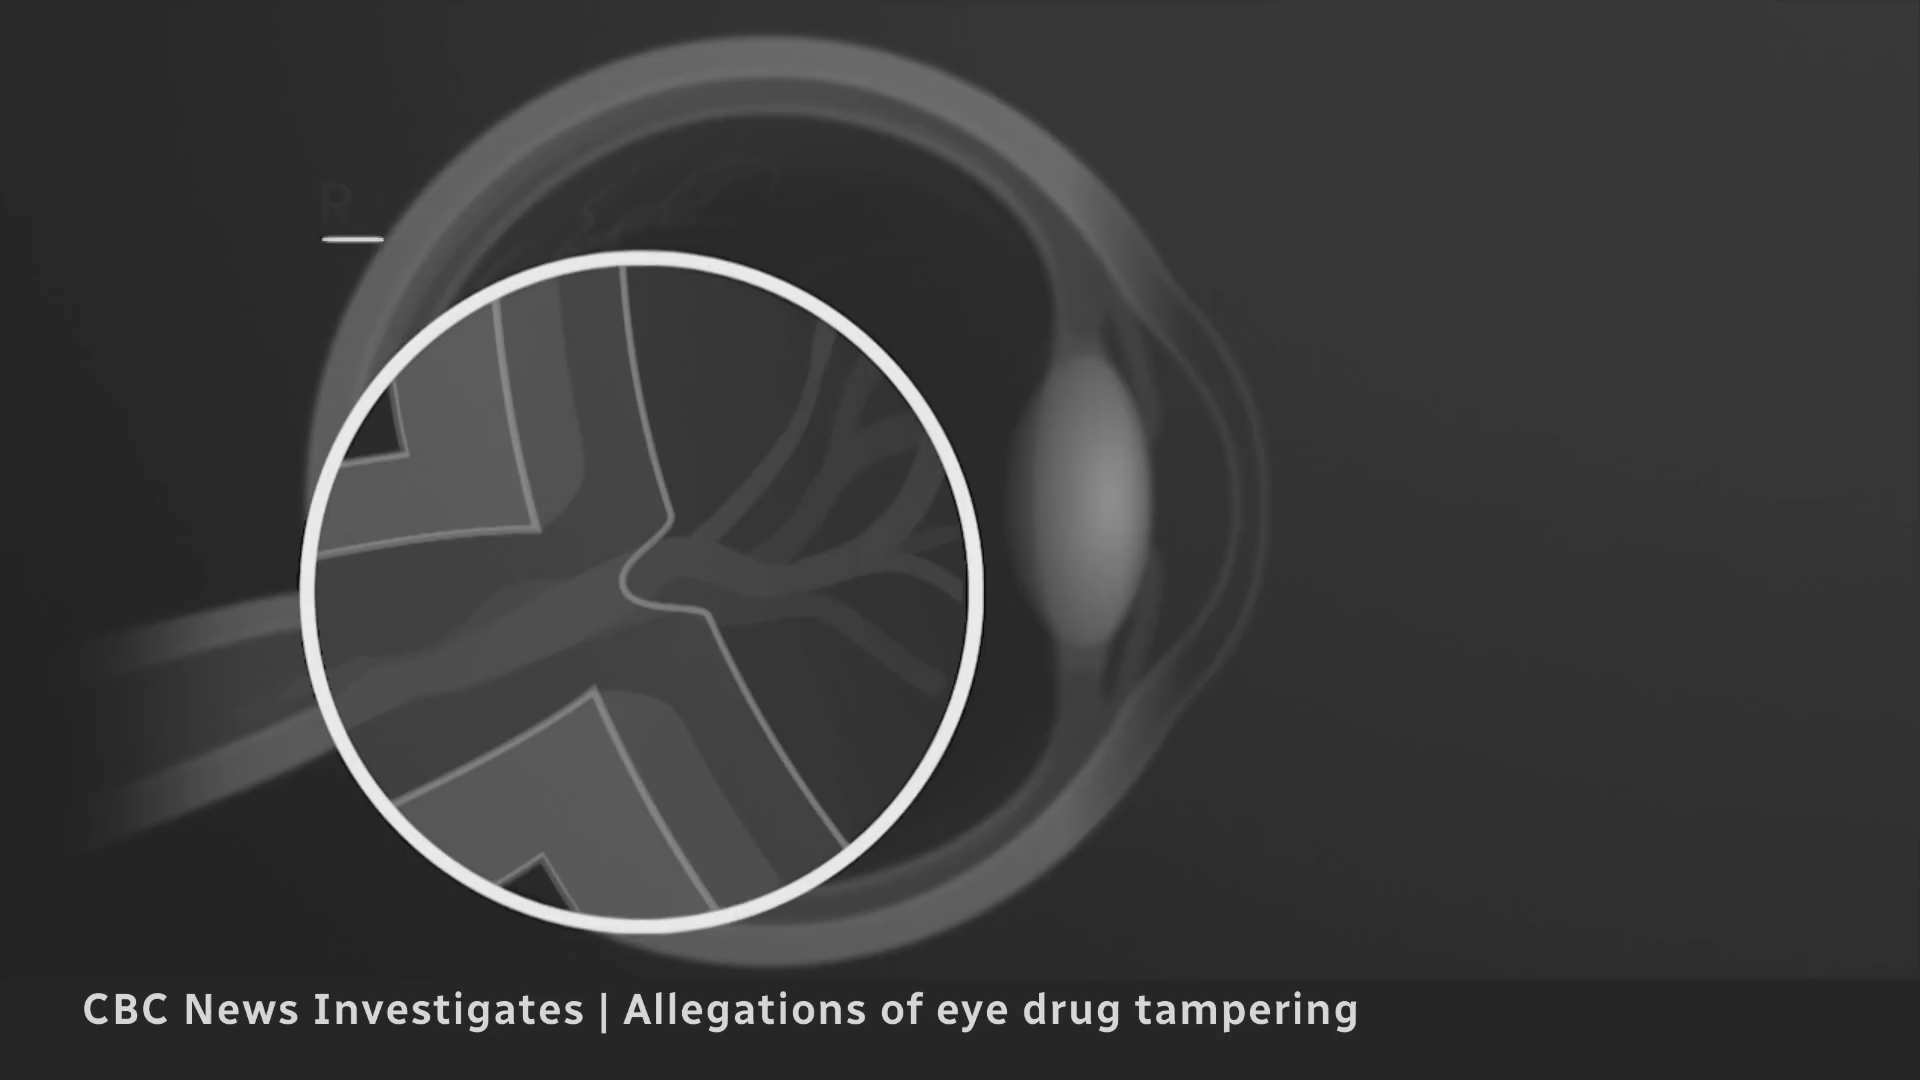 R
CBC News Investigates | Allegations of eye drug tampering